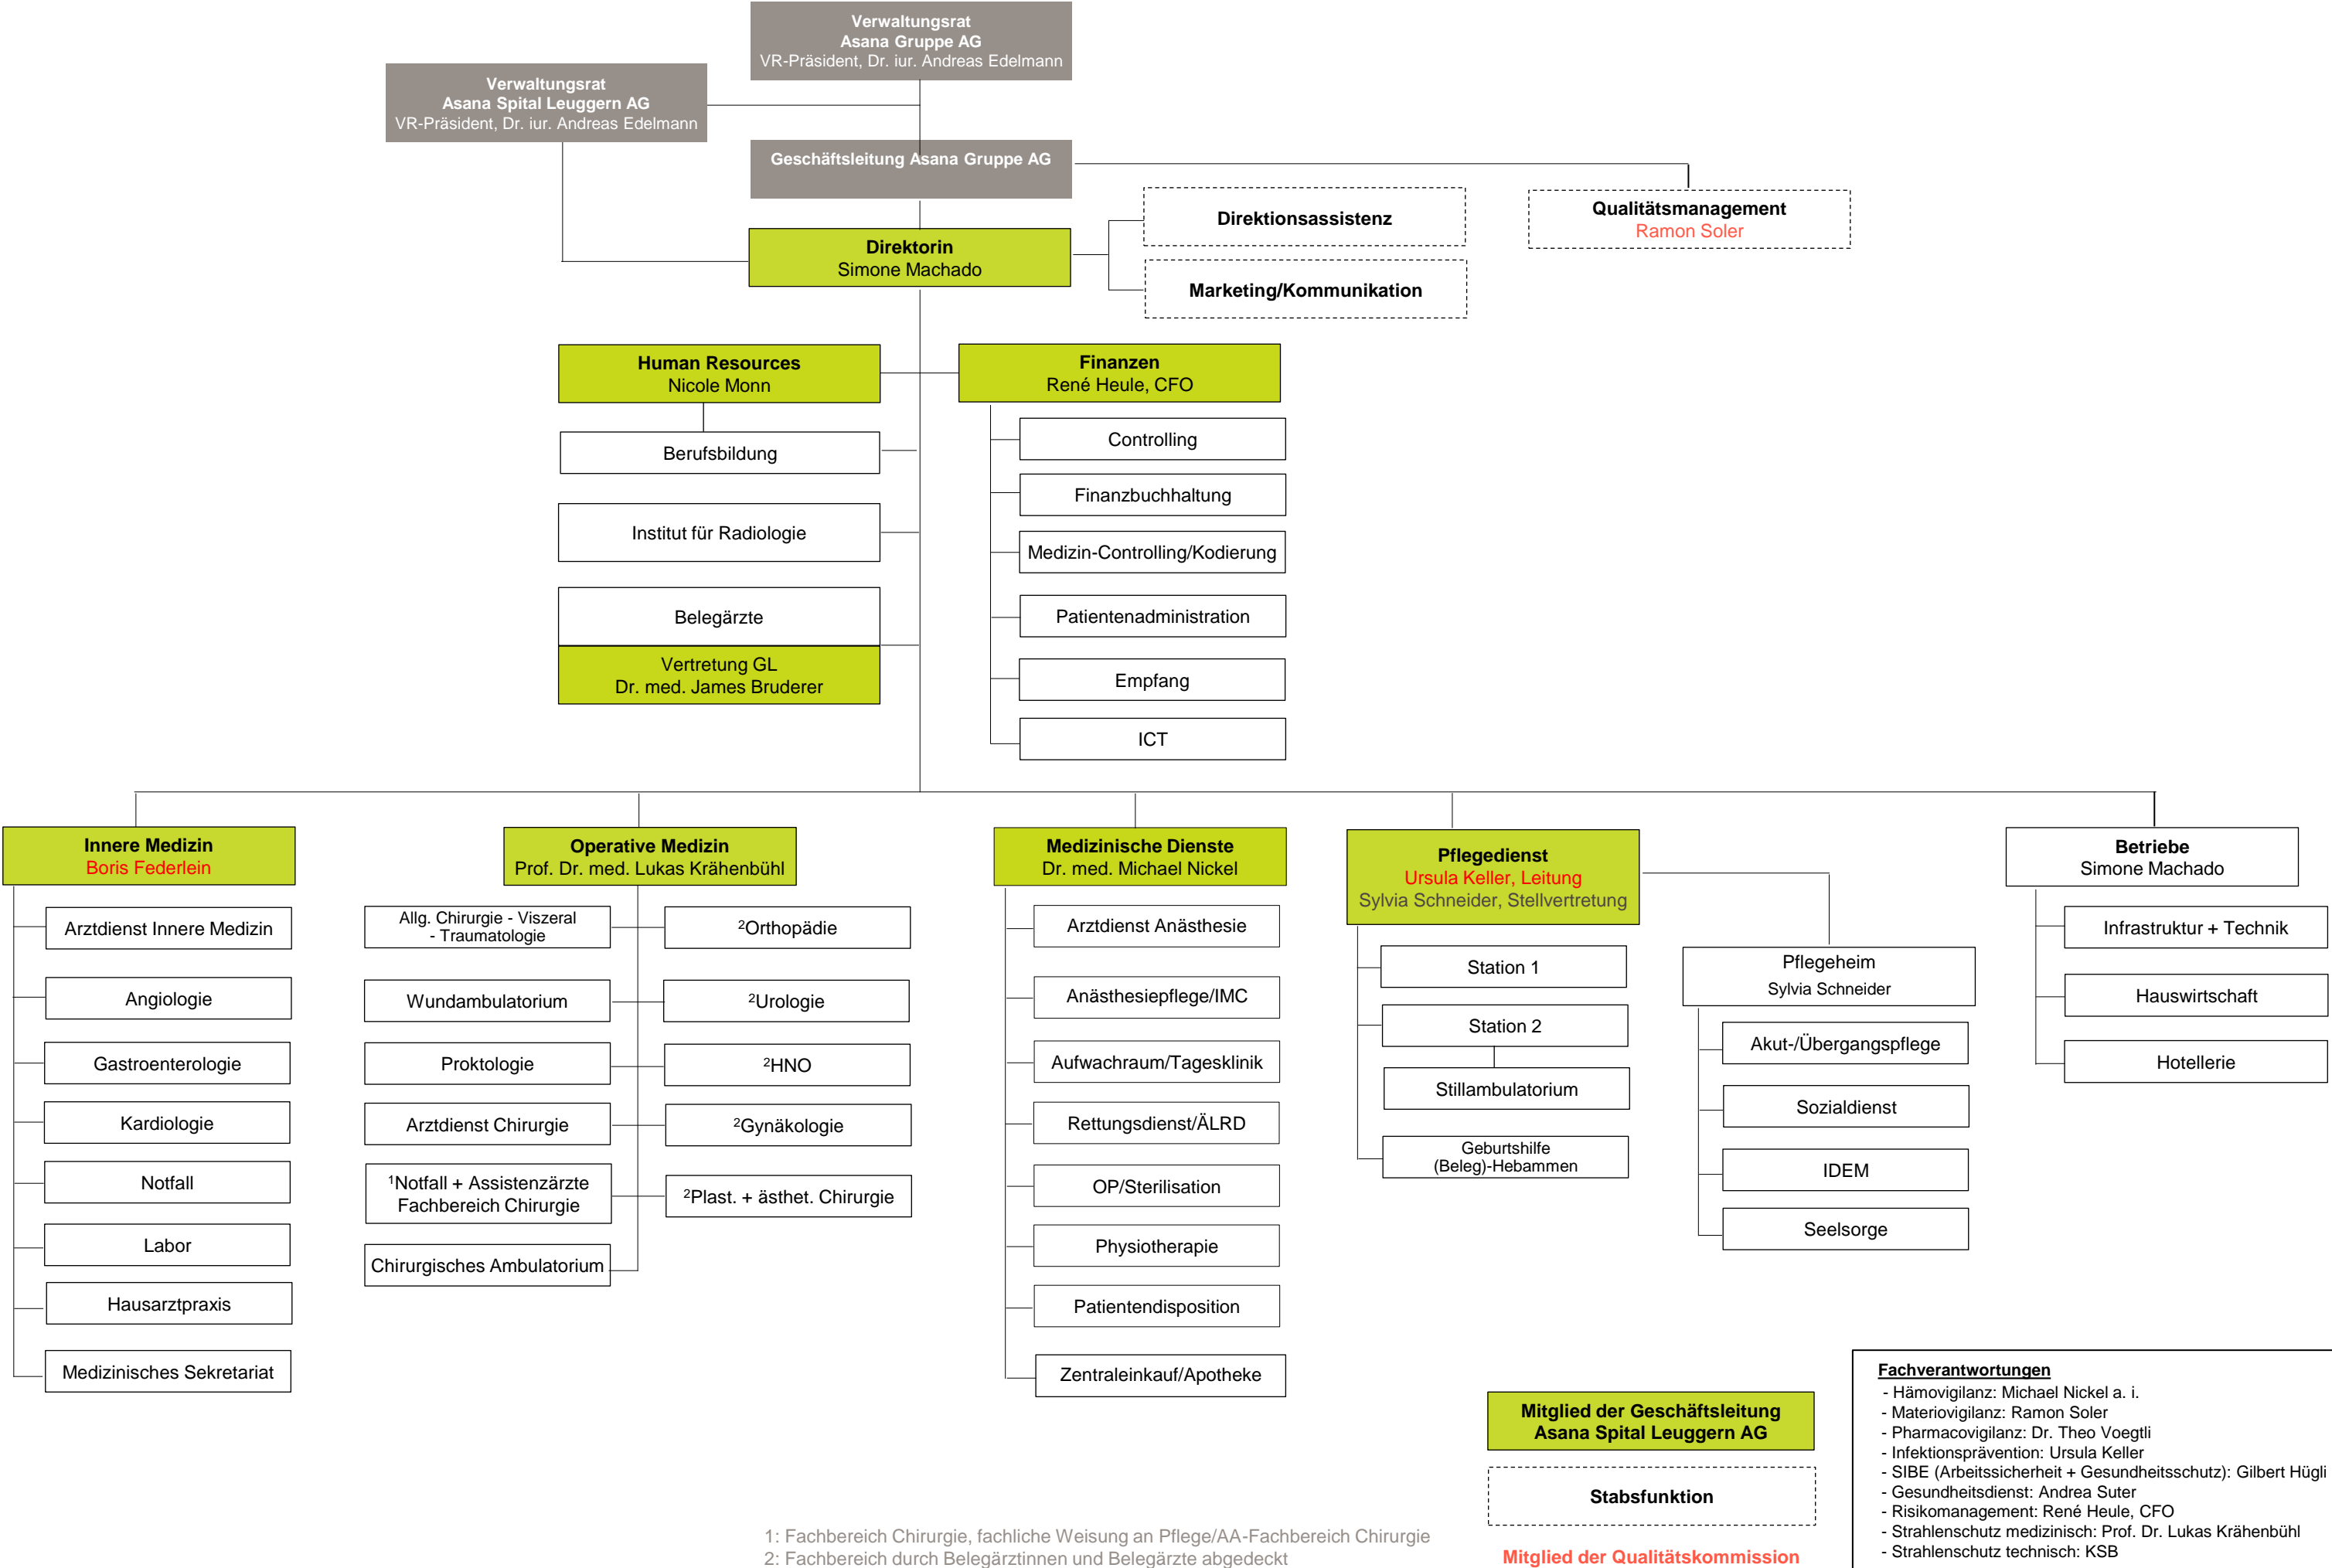 Verwaltungsrat
Asana Gruppe AG
VR-Präsident, Dr. iur. Andreas Edelmann
Verwaltungsrat
Asana Spital Leuggern AG
VR-Präsident, Dr. iur. Andreas Edelmann
Geschäftsleitung Asana Gruppe AG
Direktionsassistenz
Qualitätsmanagement
Ramon Soler
Direktorin
Simone Machado
Marketing/Kommunikation
Human Resources
Nicole Monn
Berufsbildung
Institut für Radiologie
Belegärzte
Vertretung GL
Dr. med. James Bruderer
Finanzen
René Heule, CFO
Controlling
Finanzbuchhaltung
Medizin-Controlling/Kodierung
Patientenadministration
Empfang
ICT
Innere Medizin
Boris Federlein
Arztdienst Innere Medizin
Angiologie
Gastroenterologie
Kardiologie
Notfall
Labor
Hausarztpraxis
Medizinisches Sekretariat
Operative Medizin
Prof. Dr. med. Lukas Krähenbühl
Allg. Chirurgie - Viszeral
- Traumatologie
Wundambulatorium
Proktologie
Arztdienst Chirurgie
1Notfall + Assistenzärzte
Fachbereich Chirurgie
Chirurgisches Ambulatorium
2Orthopädie
2Urologie
2HNO
2Gynäkologie
2Plast. + ästhet. Chirurgie
Medizinische Dienste
Dr. med. Michael Nickel
Arztdienst Anästhesie
Anästhesiepflege/IMC
Aufwachraum/Tagesklinik
Rettungsdienst/ÄLRD
OP/Sterilisation
Physiotherapie
Patientendisposition
Zentraleinkauf/Apotheke
Pflegedienst
Ursula Keller, Leitung
Sylvia Schneider, Stellvertretung
Station 1
Station 2
Stillambulatorium
Geburtshilfe
(Beleg)-Hebammen
Pflegeheim
Sylvia Schneider
Akut-/Übergangspflege
Sozialdienst
IDEM
Seelsorge
Betriebe
Simone Machado
Infrastruktur + Technik
Hauswirtschaft
Hotellerie
Mitglied der Geschäftsleitung
Asana Spital Leuggern AG
Stabsfunktion
Mitglied der Qualitätskommission
Fachverantwortungen
- Hämovigilanz: Michael Nickel a. i.
- Materiovigilanz: Ramon Soler
- Pharmacovigilanz: Dr. Theo Voegtli
- Infektionsprävention: Ursula Keller
- SIBE (Arbeitssicherheit + Gesundheitsschutz): Gilbert Hügli
- Gesundheitsdienst: Andrea Suter
- Risikomanagement: René Heule, CFO
- Strahlenschutz medizinisch: Prof. Dr. Lukas Krähenbühl
- Strahlenschutz technisch: KSB
1: Fachbereich Chirurgie, fachliche Weisung an Pflege/AA-Fachbereich Chirurgie
2: Fachbereich durch Belegärztinnen und Belegärzte abgedeckt